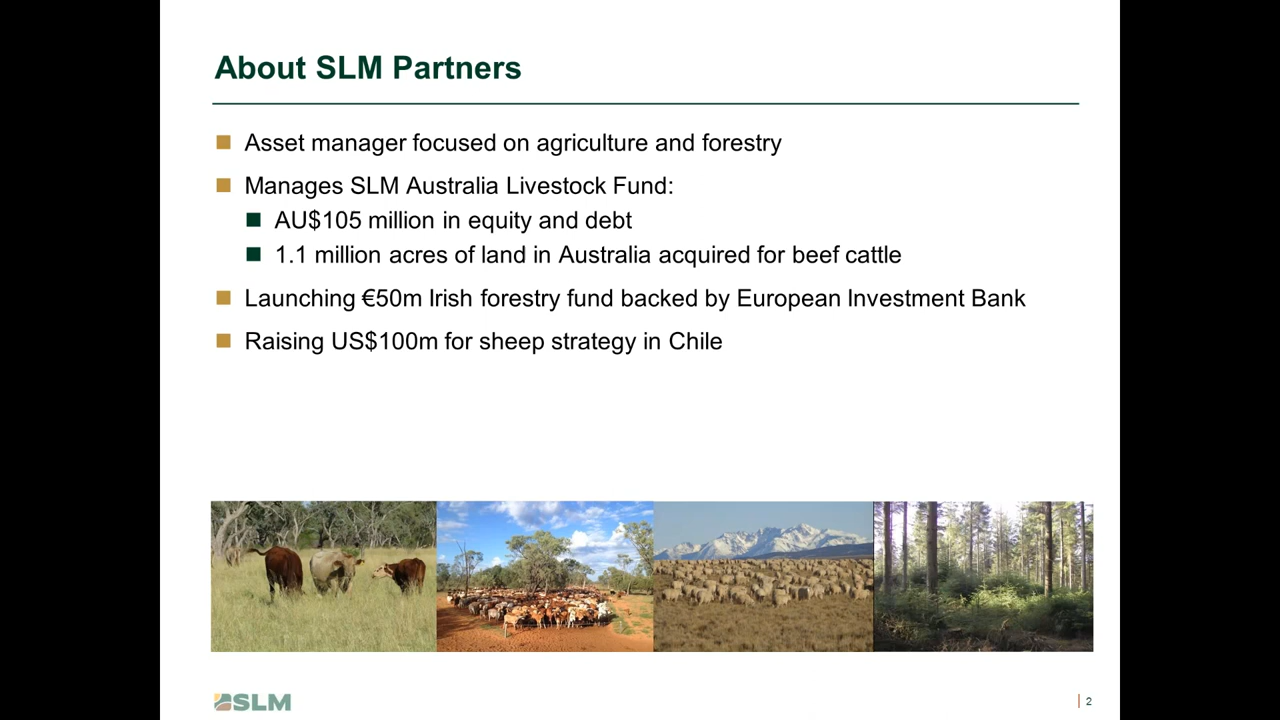 About SLM Partners
Asset manager focused on agriculture and forestry
Manages SLM Australia Livestock Fund:
AU$105 million in equity and debt
1.1 million acres of land in Australia acquired for beef cattle
Launching €50m Irish forestry fund backed by European Investment Bank
Raising US$100m for sheep strategy in Chile
SLM
2